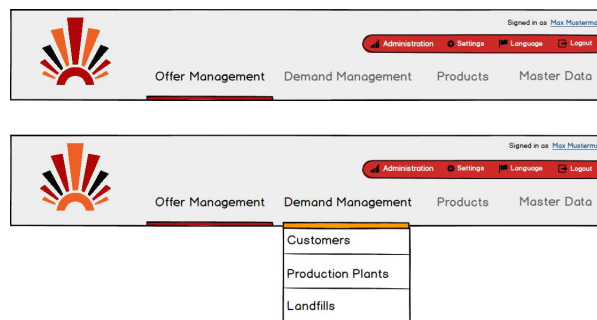 Signed in as Max Musterma
Administration Settings Language Logout
Offer Management Demand Management Products Master Data
Signed in as Max Musterma
Administration Settings Language Logout
Offer Management Demand Management Products Master Data
Customers
Production Plants
Landfills